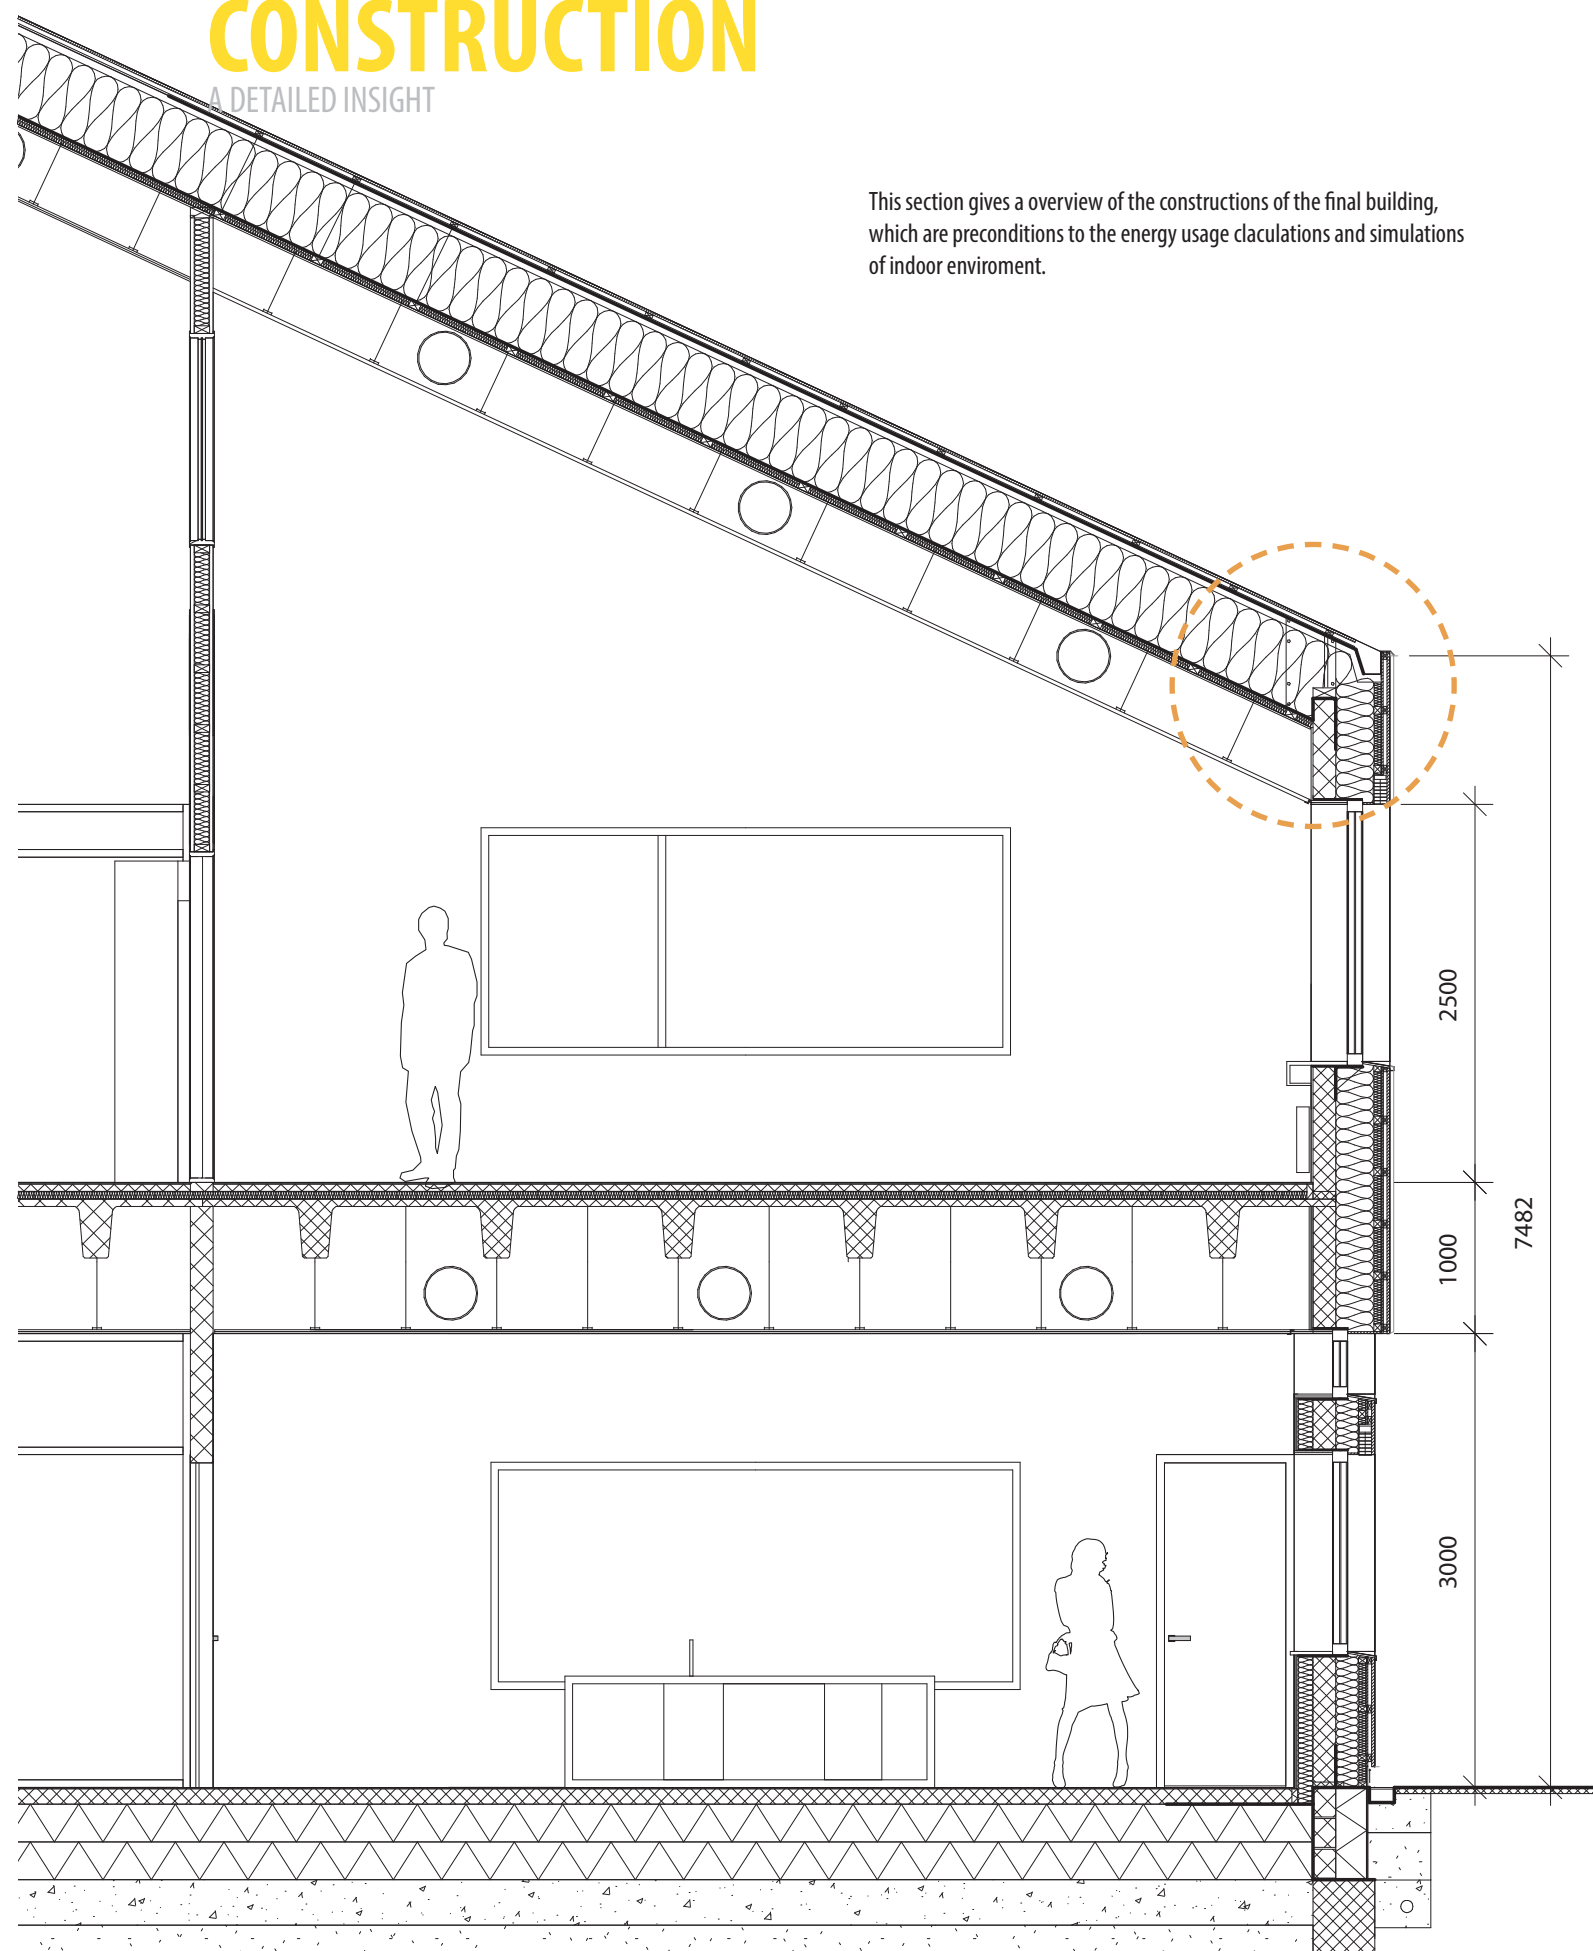 CONSTRUCTION
A DETAILED INSIGHT
This section gives a overview of the constructions of the final building,
which are preconditions to the energy usage claculations and simulations
of indoor enviroment.
2500
1000
7482
3000